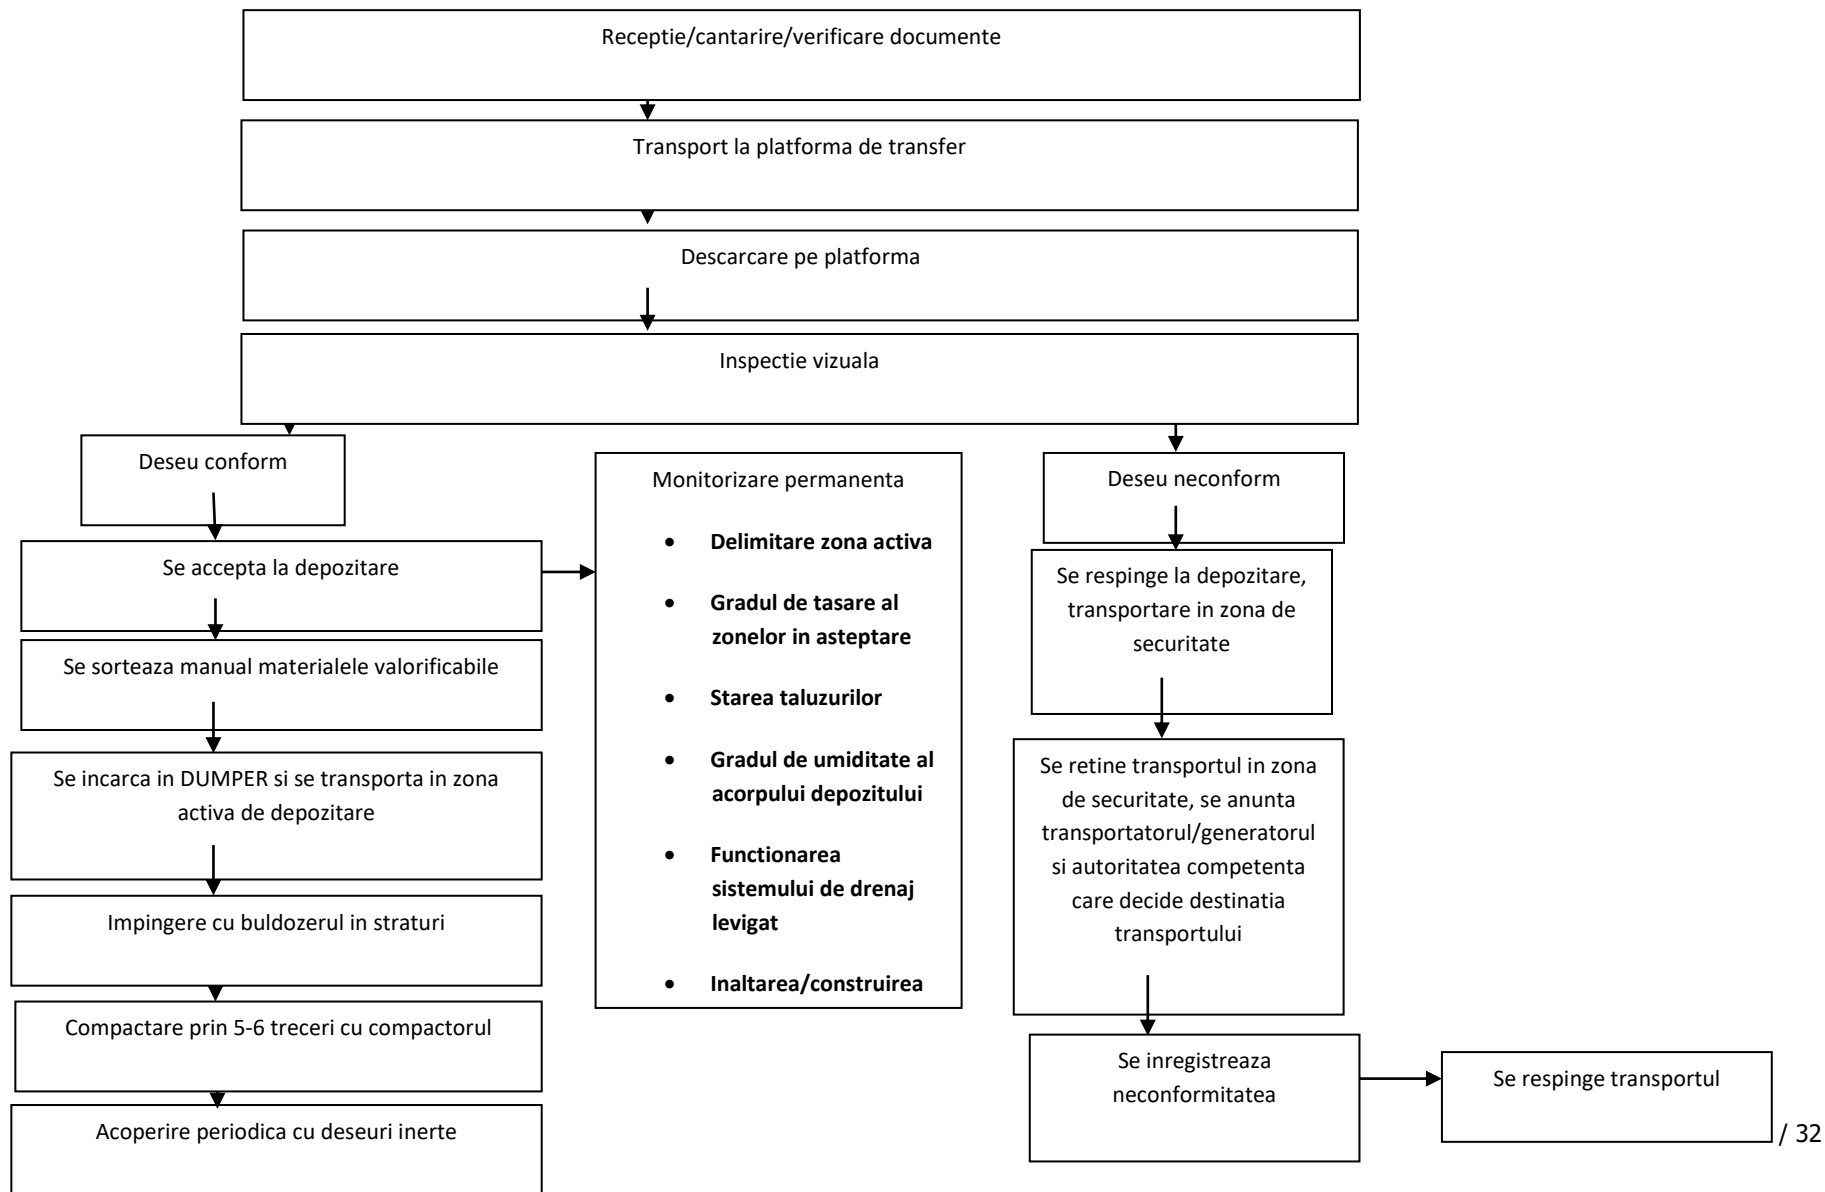 Receptie/cantarire/verificare documente
Transport la platforma de transfer
Descarcare pe platforma
Inspectie vizuala
Deseu conform
Se accepta la depozitare
Se sorteaza manual materialele valorificabile
Se incarca in DUMPER si se transporta in zona
activa de depozitare
Impingere cu buldozerul in straturi
Compactare prin 5-6 treceri cu compactorul
Acoperire periodica cu deseuri inerte
Monitorizare permanenta
• Delimitare zona activa
• Gradul de tasare al
zonelor in asteptare
• Starea taluzurilor
• Gradul de umiditate al
acorpului depozitului
• Functionarea
sistemului de drenaj
levigat
• Inaltarea/construirea
Deseu neconform
Se respinge la depozitare,
transportare in zona de
securitate
Se retine transportul in zona
de securitate, se anunta
transportatorul/generatorul
si autoritatea competenta
care decide destinatia
transportului
Se inregistreaza
neconformitatea
Se respinge transportul
/ 32